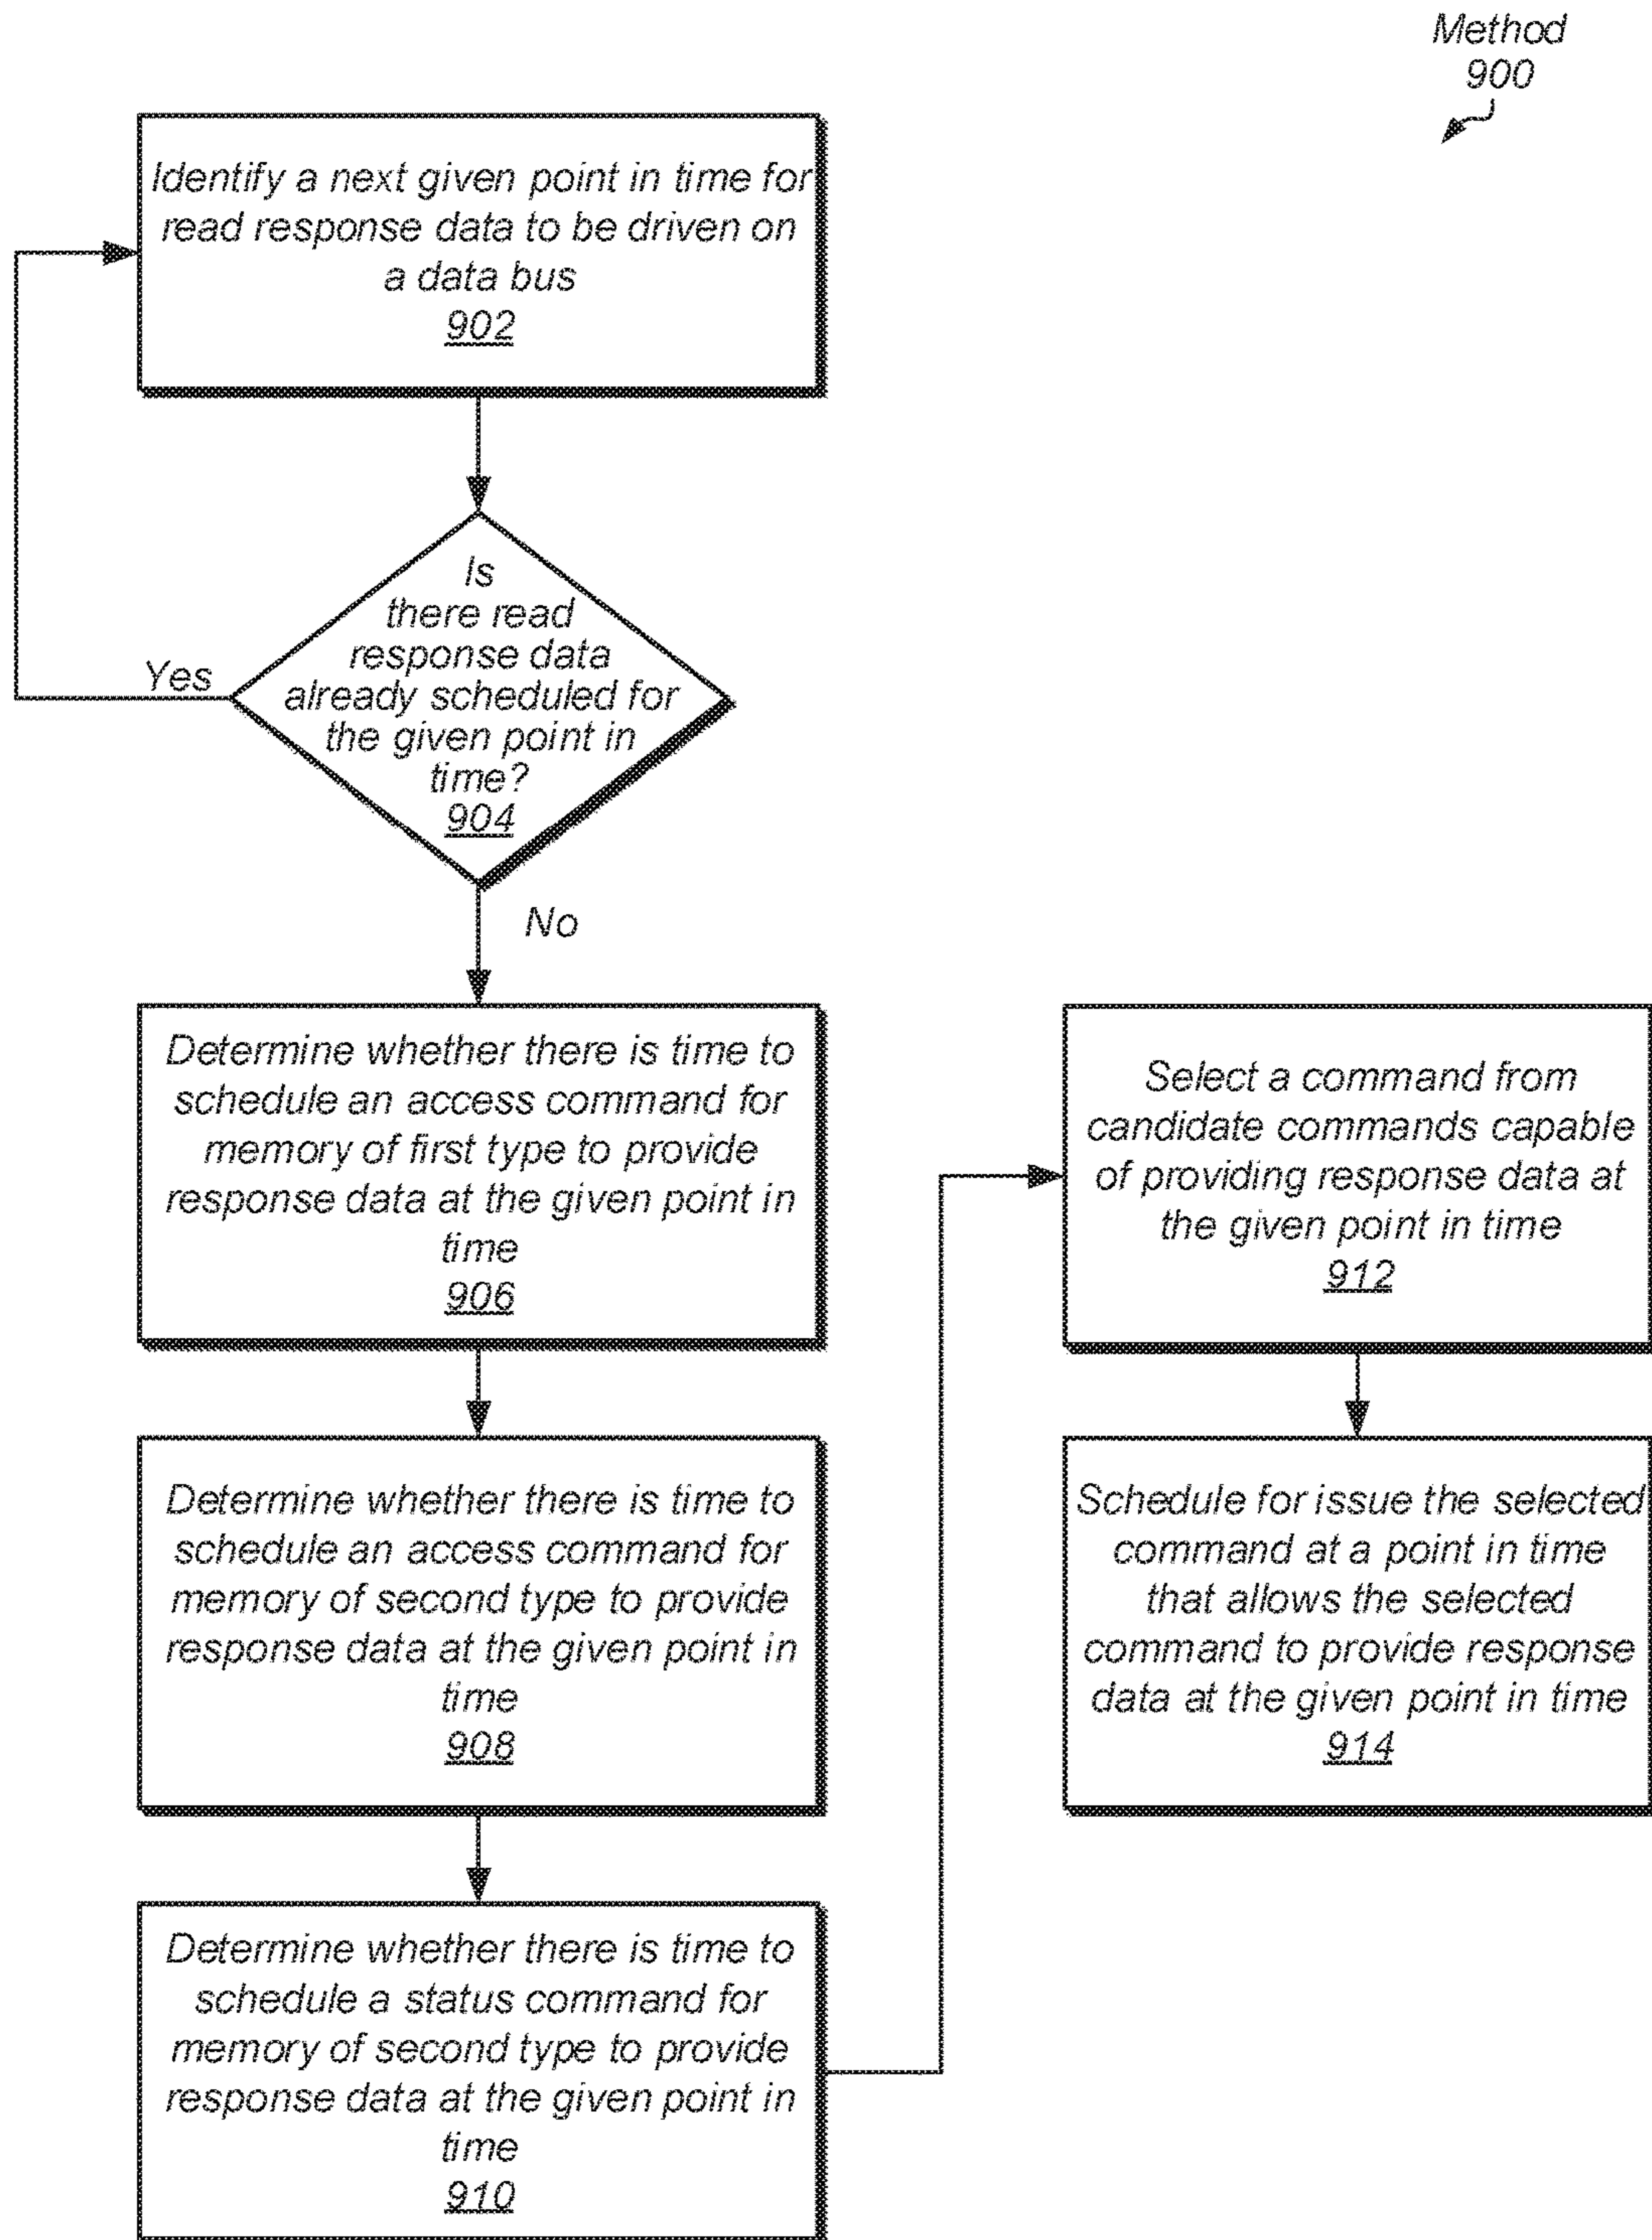 Method
900
Identify a next given point in time for
read response data to be driven on
a data bus
902
Is
there read
response data
already scheduled for
the given point in
time?
904
Yes
No
Determine whether there is time to
schedule an access command for
memory of first type to provide
response data at the given point in
time
906
Determine whether there is time to
schedule an access command for
memory of second type to provide
response data at the given point in
time
908
Determine whether there is time to
schedule a status command for
memory of second type to provide
response data at the given point in
time
910
Select a command from
candidate commands capable
of providing response data at
the given point in time
912
Schedule for issue the selected
command at a point in time
that allows the selected
command to provide response
data at the given point in time
914